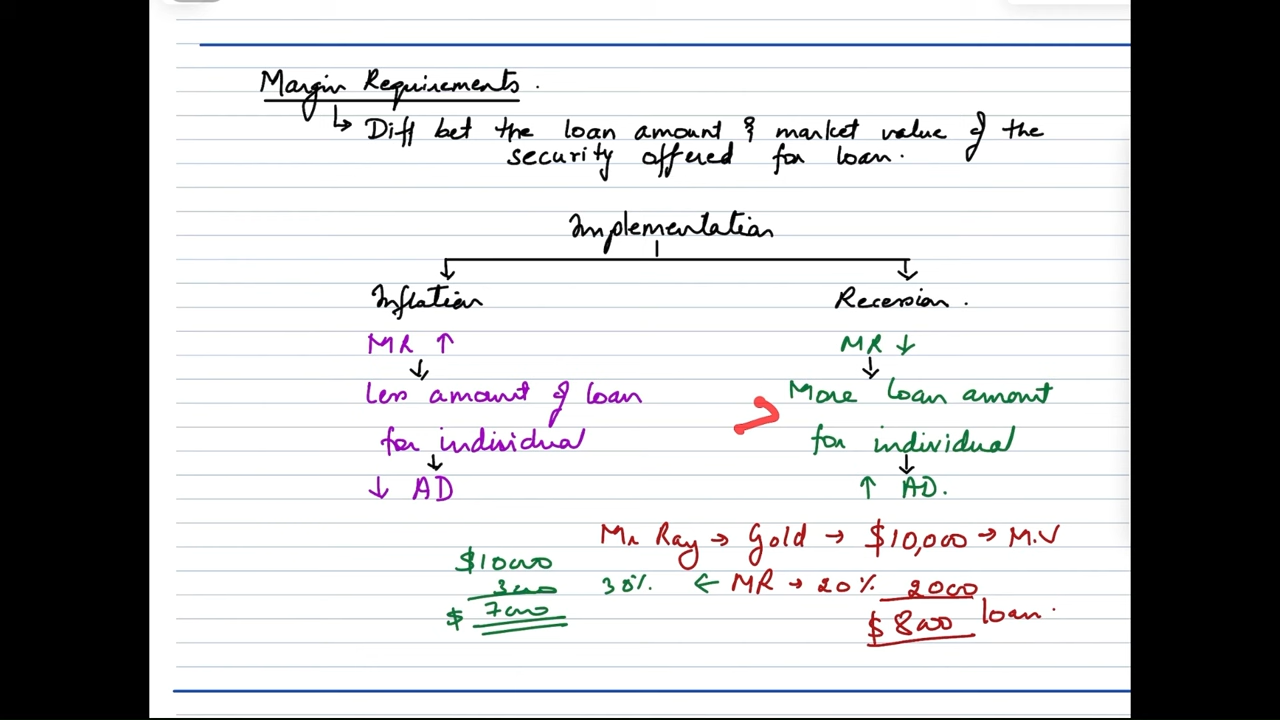 Margin Requirements.
↳ Diff bet the loan amount & market value of the
security offered for loan.
Implementation
Inflation
Recession.
MR ↑
MR ↓
Less amount of loan
More loan amount
for individual
for individual
↓ AD
↑ AD.
Mr Ray → Gold → $10,000 → M.V
$10000
3000 30% ← MR → 20% 2000
$ 7000
$ 8000 loan.